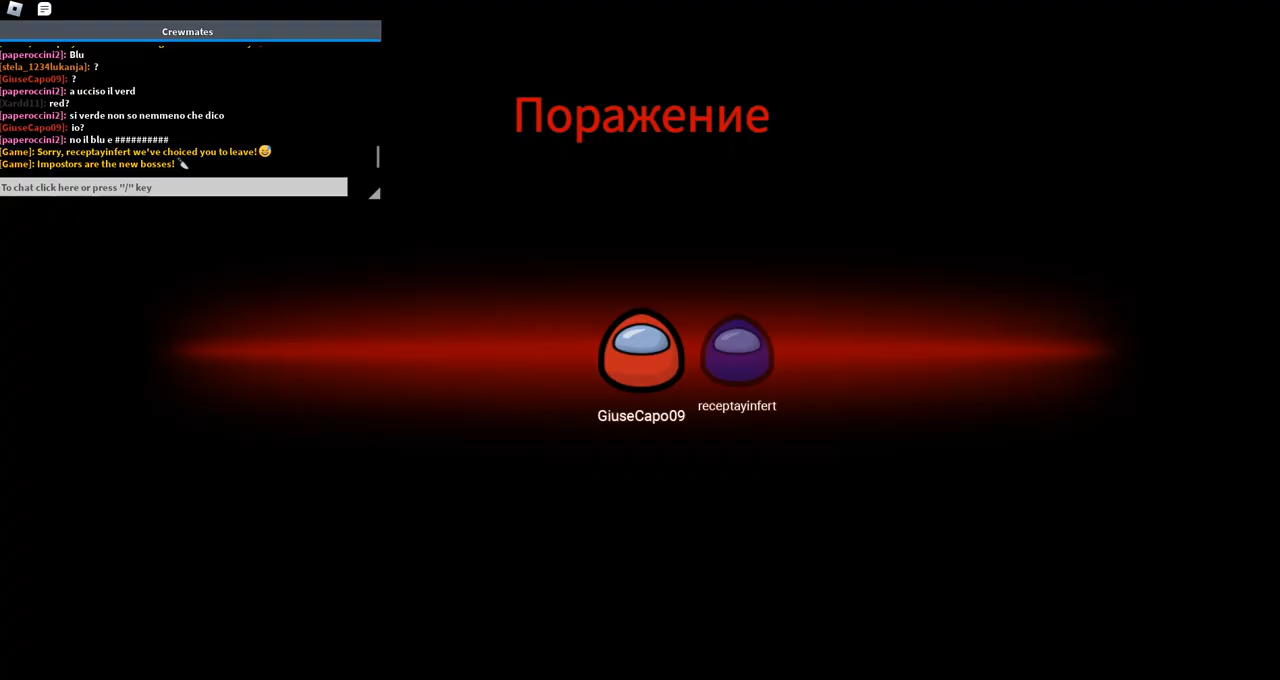 Crewmates
[paperoccini2]: Blu
[stela_1234lukanja]: ?
[GiuseCapo09]: ?
[paperoccini2]: a ucciso il verd
[Xardd11]: red?
[paperoccini2]: si verde non so nemmeno che dico
[GiuseCapo09]: io?
[paperoccini2]: no il blu e ##########
[Game]: Sorry, receptayinfert we've choiced you to leave! 😅
[Game]: Impostors are the new bosses! 🔪
To chat click here or press "/" key
Поражение
GiuseCapo09
receptayinfert